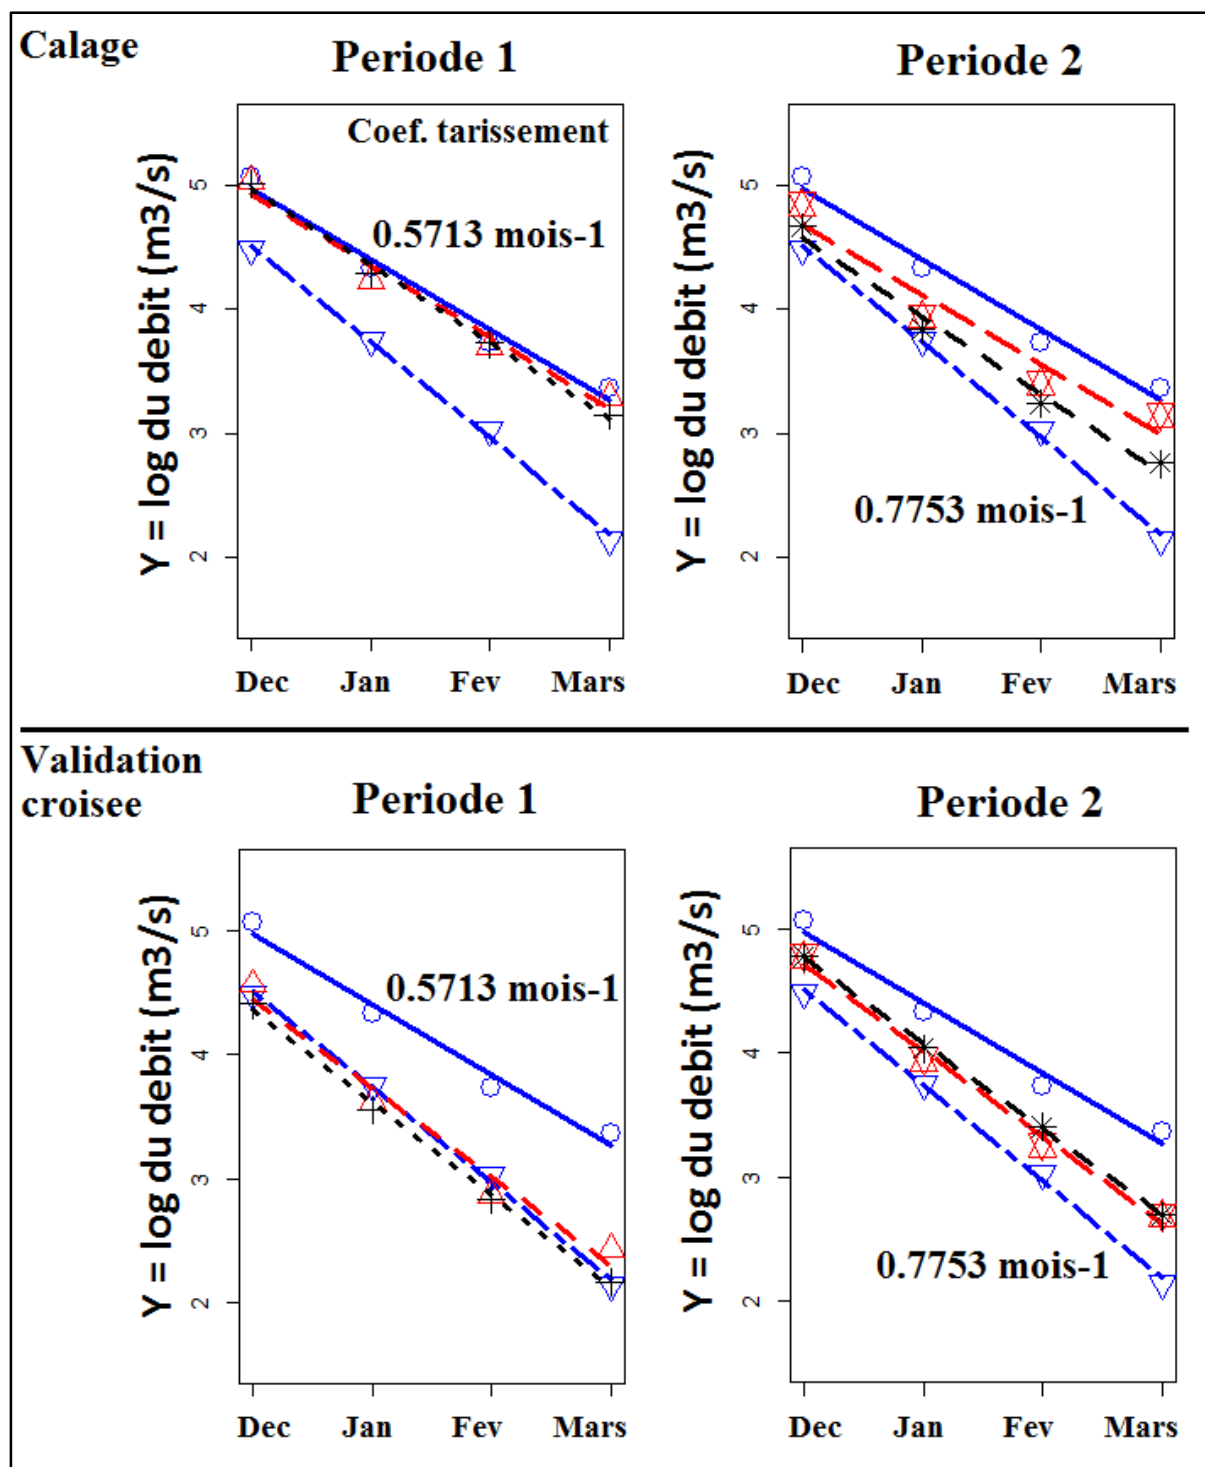 Calage
Periode 1
Periode 2
Y = log du debit (m3/s)
5
4
3
2
Coef. tarissement
0.5713 mois-1
Dec Jan Fev Mars
Y = log du debit (m3/s)
5
4
3
2
0.7753 mois-1
Dec Jan Fev Mars
Validation
croisee
Periode 1
Periode 2
Y = log du debit (m3/s)
5
4
3
2
0.5713 mois-1
Dec Jan Fev Mars
Y = log du debit (m3/s)
5
4
3
2
0.7753 mois-1
Dec Jan Fev Mars